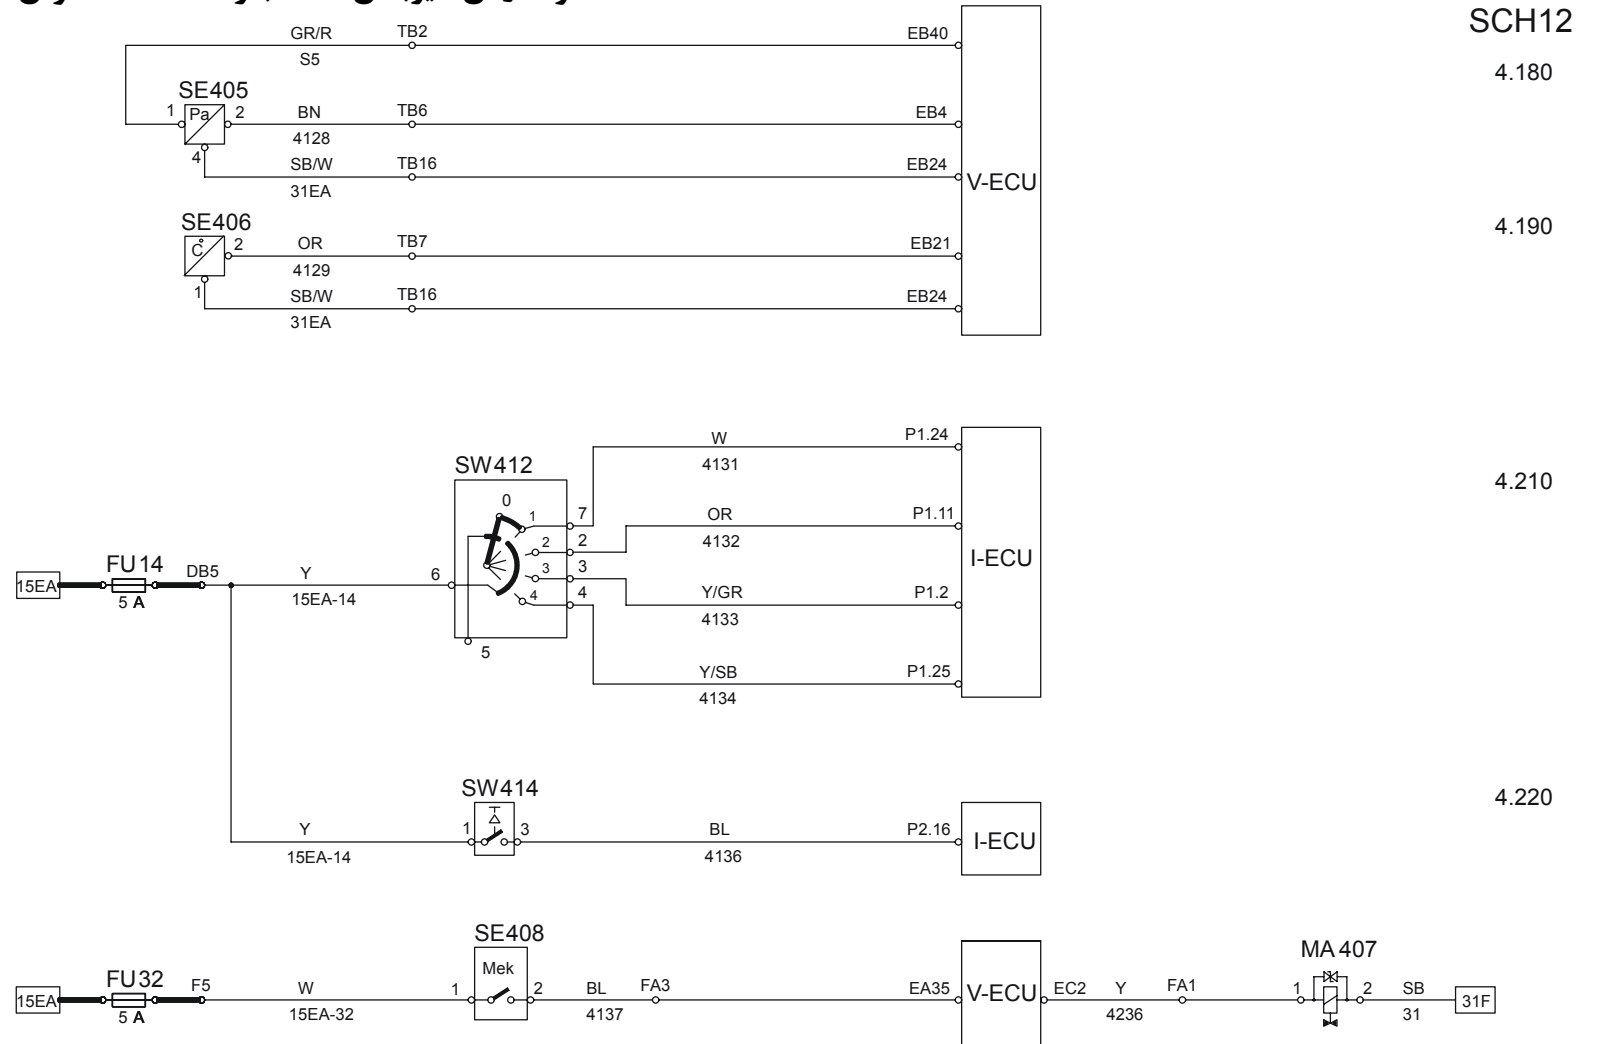 SCH12
GR/R TB2 EB40
S5
4.180
SE405
1 Pa 2 BN TB6 EB4
4128
4 SB/W TB16 EB24
31EA
V-ECU
SE406
4.190
C° 2 OR TB7 EB21
4129
1 SB/W TB16 EB24
31EA
W P1.24
4131
SW412
4.210
0 1 7 OR P1.11
4132
2 2
I-ECU
FU14
15EA DB5 Y 6 3 3
5 A 15EA-14
4 4 Y/GR P1.2
4133
5
Y/SB P1.25
4134
SW414
4.220
Y 1 3 BL P2.16 I-ECU
15EA-14 4136
SE408
MA 407
Mek
FU32
15EA F5 W 1 2 BL FA3 EA35 V-ECU EC2 Y FA1 1 2 SB 31F
5 A 15EA-32 4137 4236 31